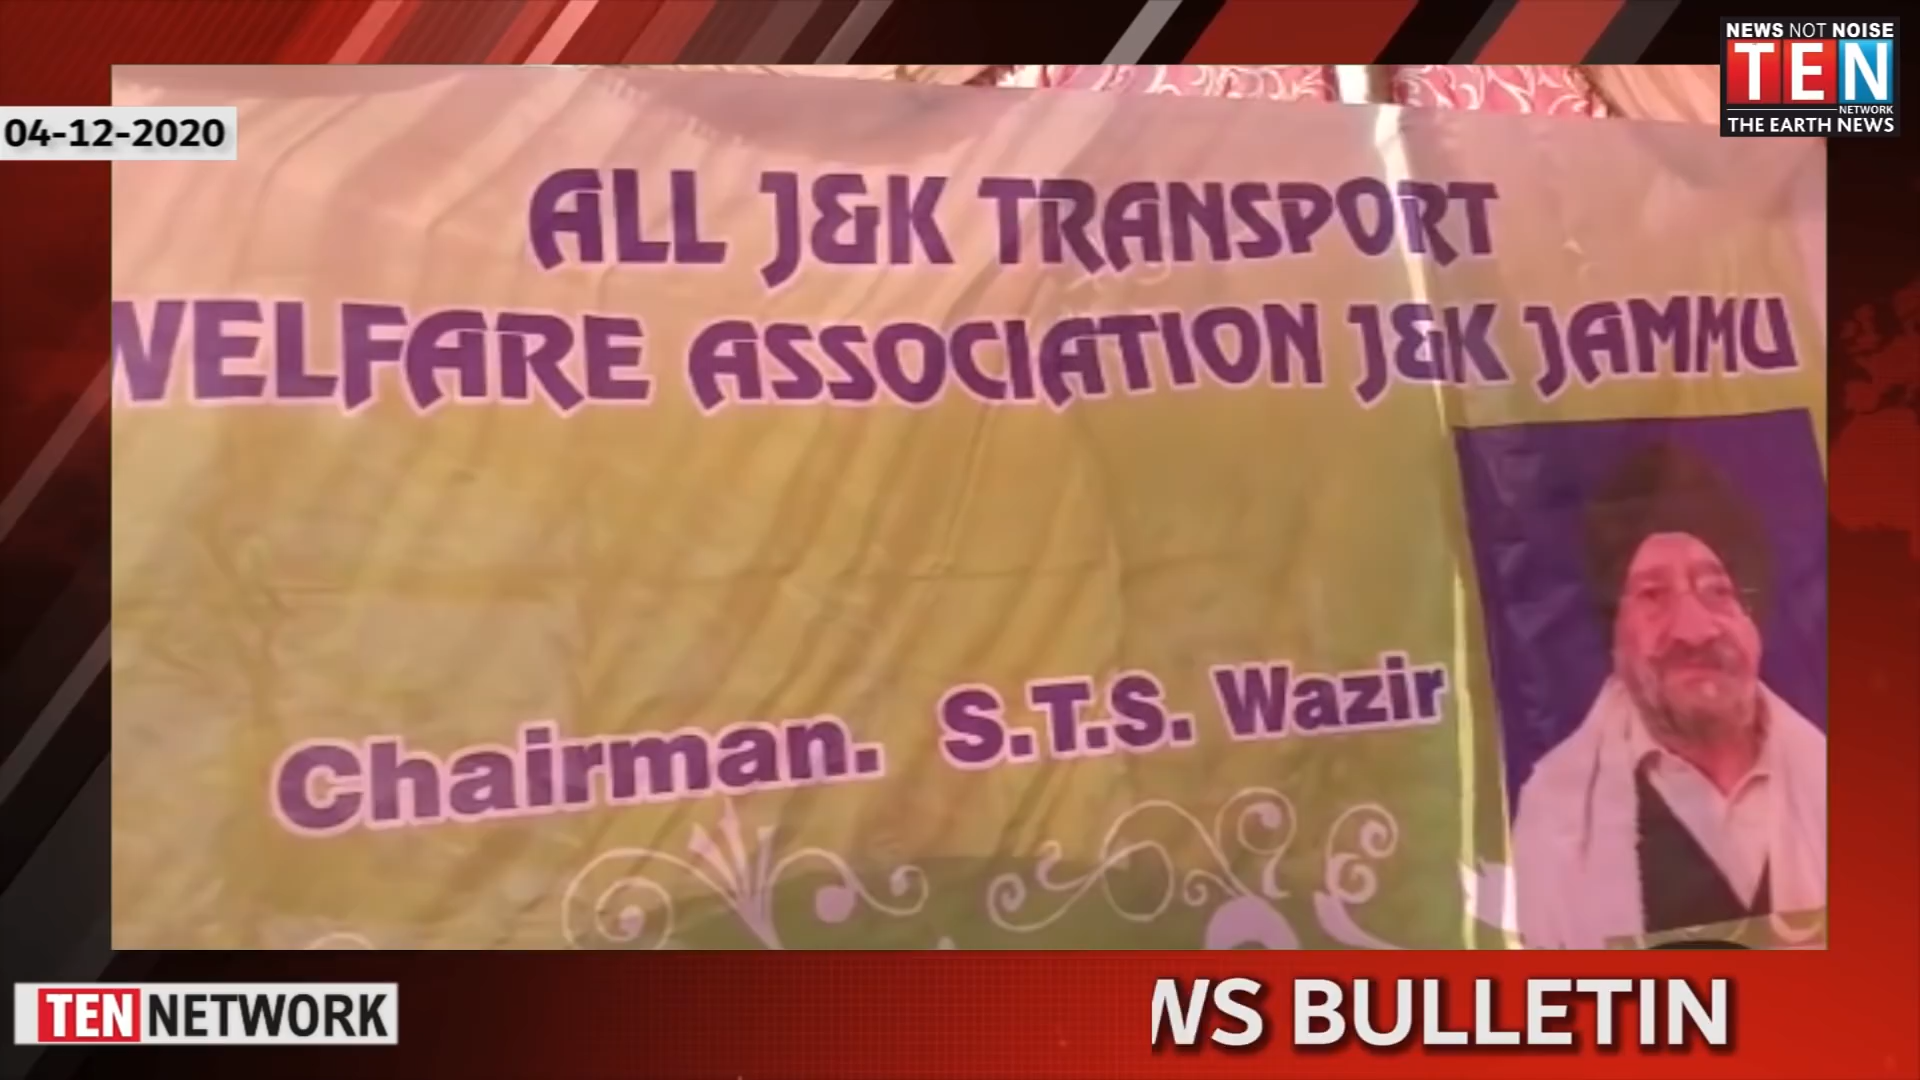 NEWS NOT NOISE
TEN
NETWORK
THE EARTH NEWS
04-12-2020
ALL J&K TRANSPORT
WELFARE ASSOCIATION J&K JAMMU
Chairman. S.T.S. Wazir
TEN NETWORK
WS BULLETIN